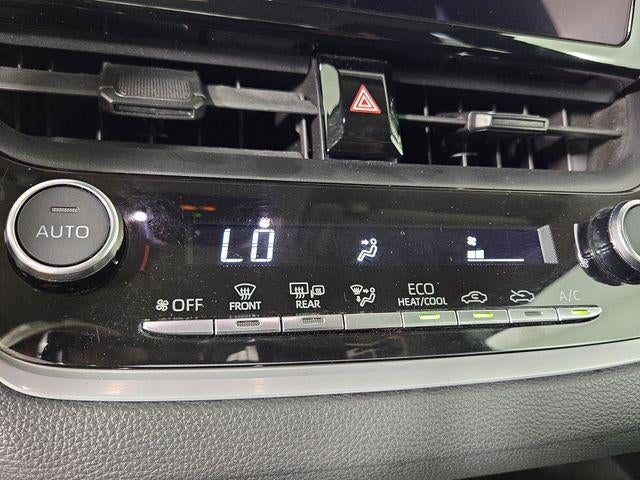 AUTO
LO
OFF
FRONT
REAR
ECO
HEAT/COOL
A/C